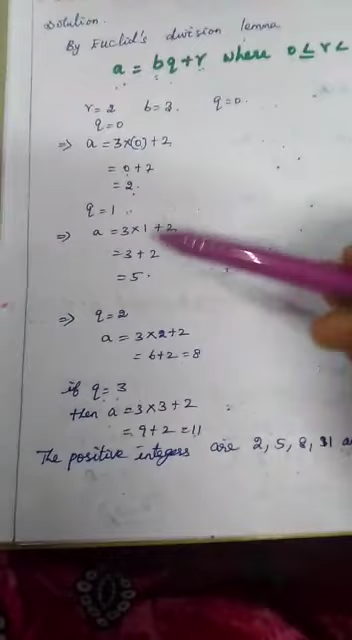 Solution.
By Euclid's division lemma
a = bq + r where 0 ≤ r <
r = 2 b = 3. q = 0.
q = 0
⇒ a = 3×(0) + 2
= 0 + 2
= 2.
q = 1
⇒ a = 3×1 + 2
= 3 + 2
= 5.
⇒ q = 2
a = 3×2+2
= 6+2 = 8
if q = 3
then a = 3×3+2
= 9+2 = 11
The positive integers are 2, 5, 8, 11